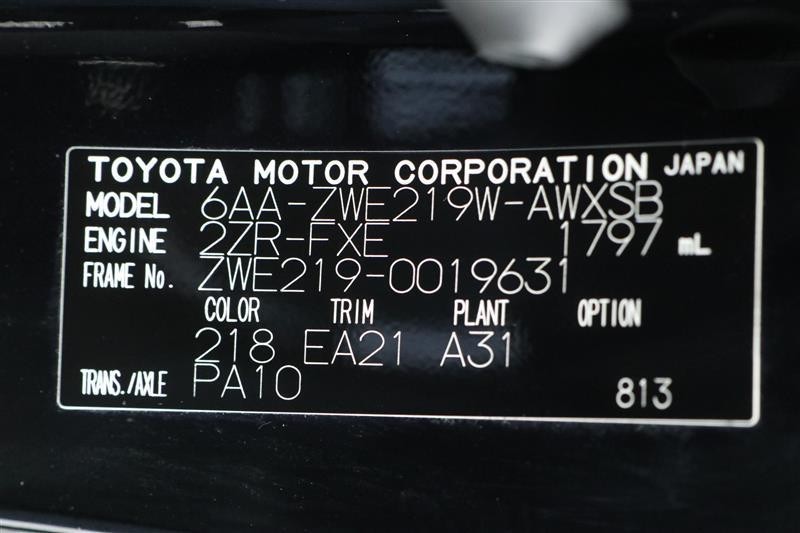 TOYOTA MOTOR CORPORATION JAPAN
MODEL 6AA-ZWE219W-AWXSB
ENGINE 2ZR-FXE 1797 mL
FRAME No. ZWE219-0019631
COLOR TRIM PLANT OPTION
218 EA21 A31
TRANS./AXLE PA10 813